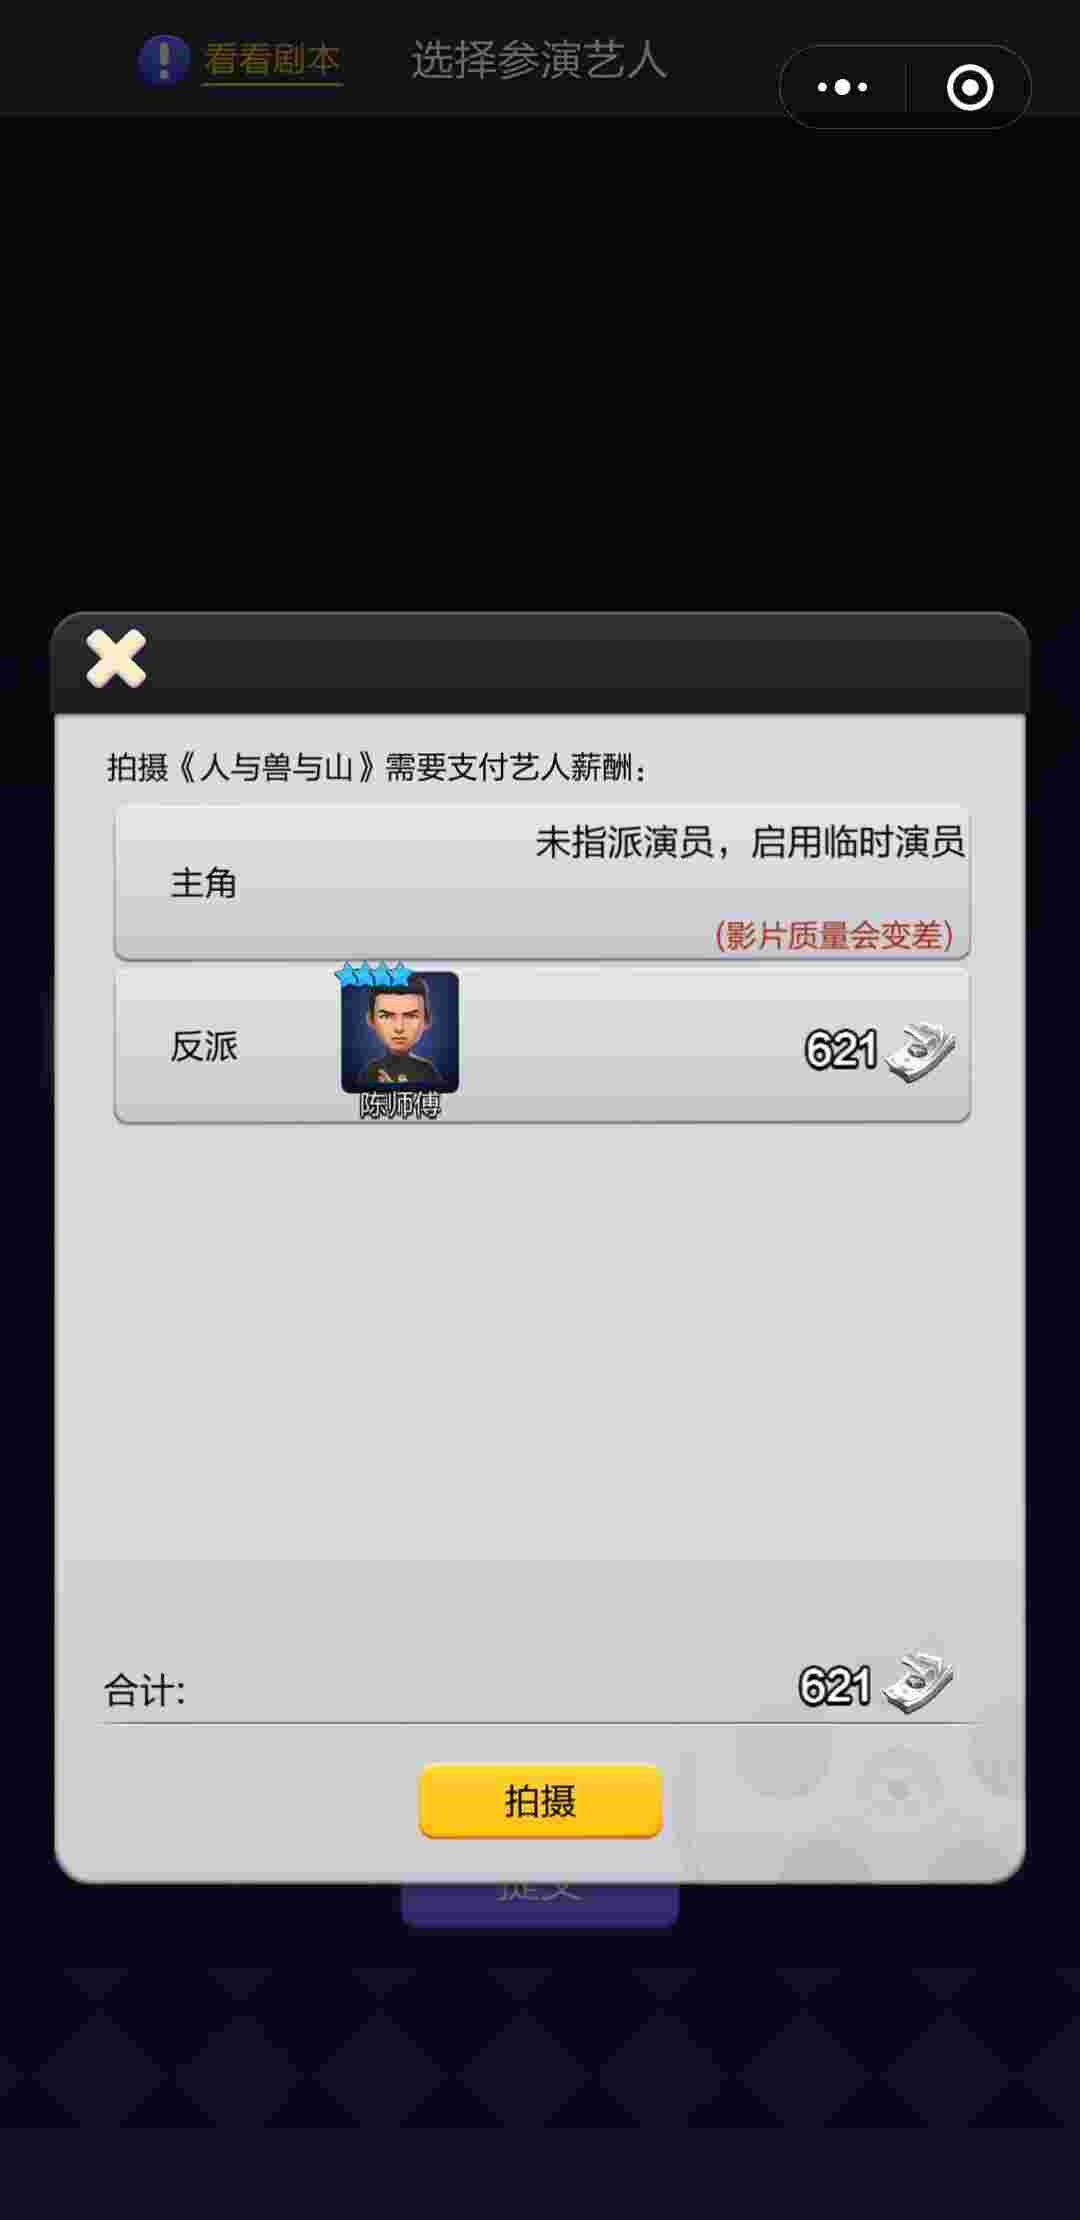 看看剧本
选择参演艺人
拍摄《人与兽与山》需要支付艺人薪酬：
未指派演员，启用临时演员
主角
(影片质量会变差)
反派
621
陈师傅
合计：
621
拍摄
提交